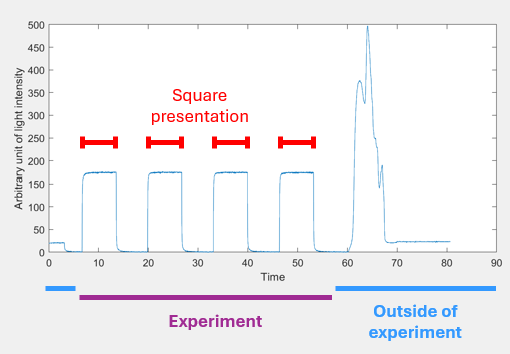 500
450
400
350
300
250
200
150
100
50
0
Arbitrary unit of light intensity
Square
presentation
0 10 20 30 40 50 60 70 80 90
Time
Experiment
Outside of
experiment